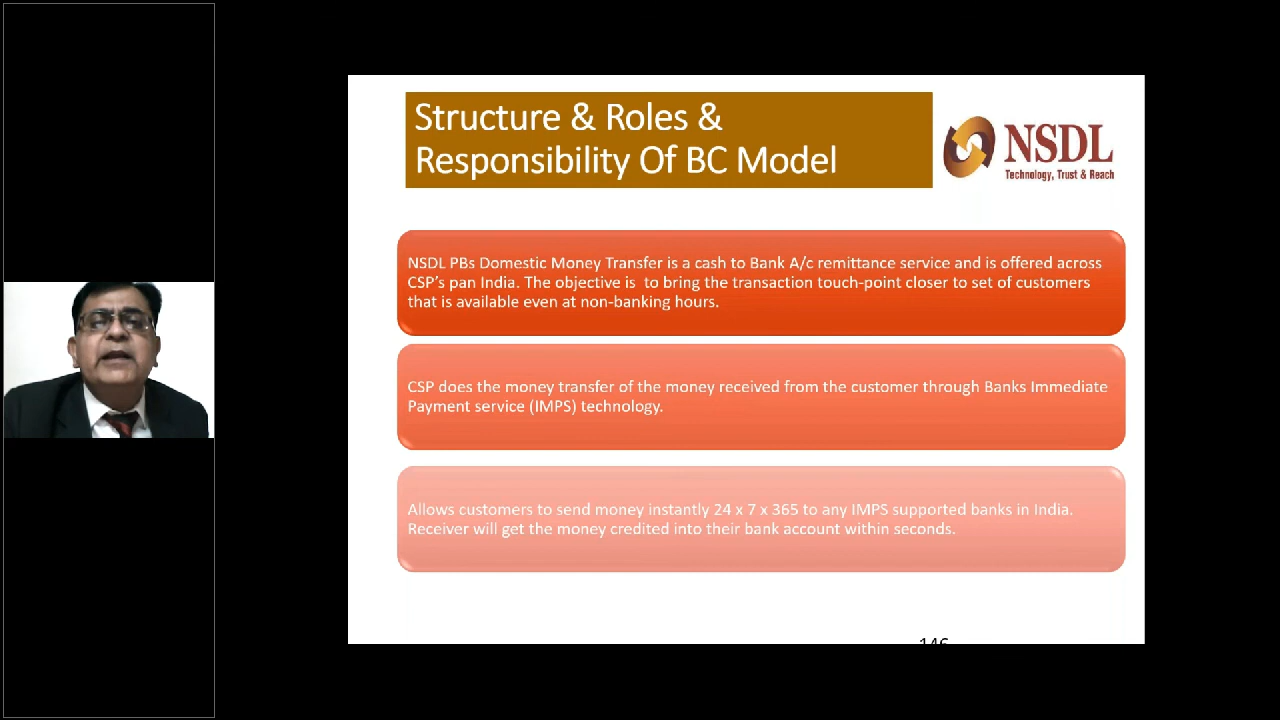 Structure & Roles &
Responsibility Of BC Model
NSDL
Technology, Trust & Reach
NSDL PBs Domestic Money Transfer is a cash to Bank A/c remittance service and is offered across
CSP's pan India. The objective is to bring the transaction touch-point closer to set of customers
that is available even at non-banking hours.
CSP does the money transfer of the money received from the customer through Banks Immediate
Payment service (IMPS) technology.
Allows customers to send money instantly 24 x 7 x 365 to any IMPS supported banks in India.
Receiver will get the money credited into their bank account within seconds.
146